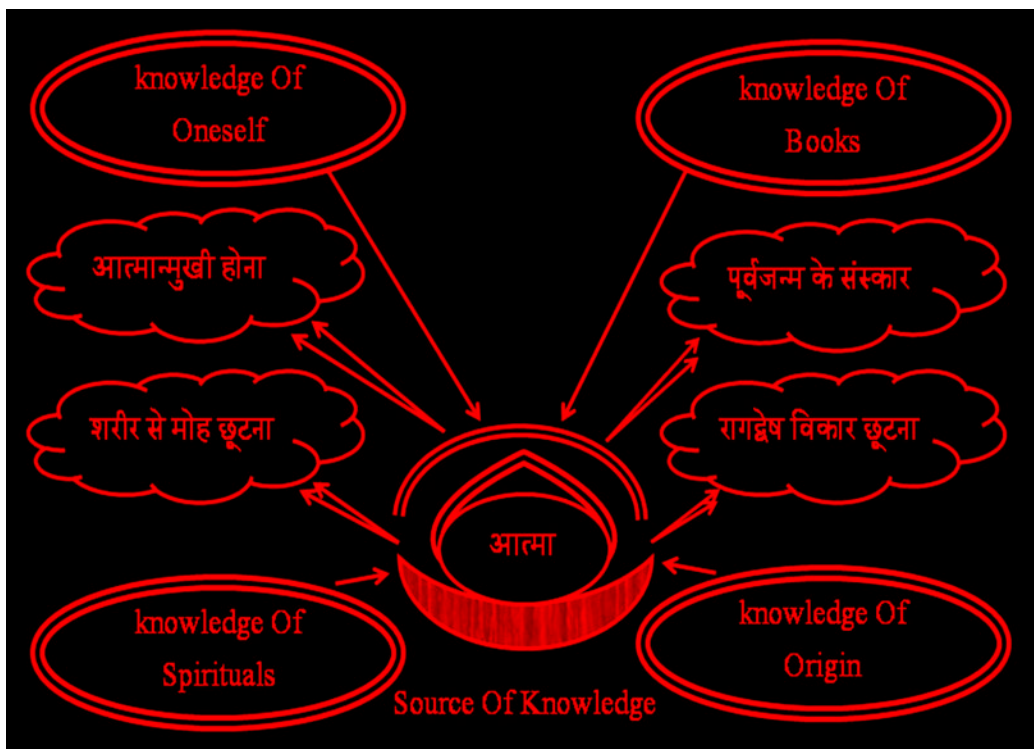 knowledge Of
Oneself
knowledge Of
Books
आत्मान्मुखी होना
पूर्वजन्म के संस्कार
शरीर से मोह छूटना
रागद्वेष विकार छूटना
आत्मा
knowledge Of
Spirituals
knowledge Of
Origin
Source Of Knowledge